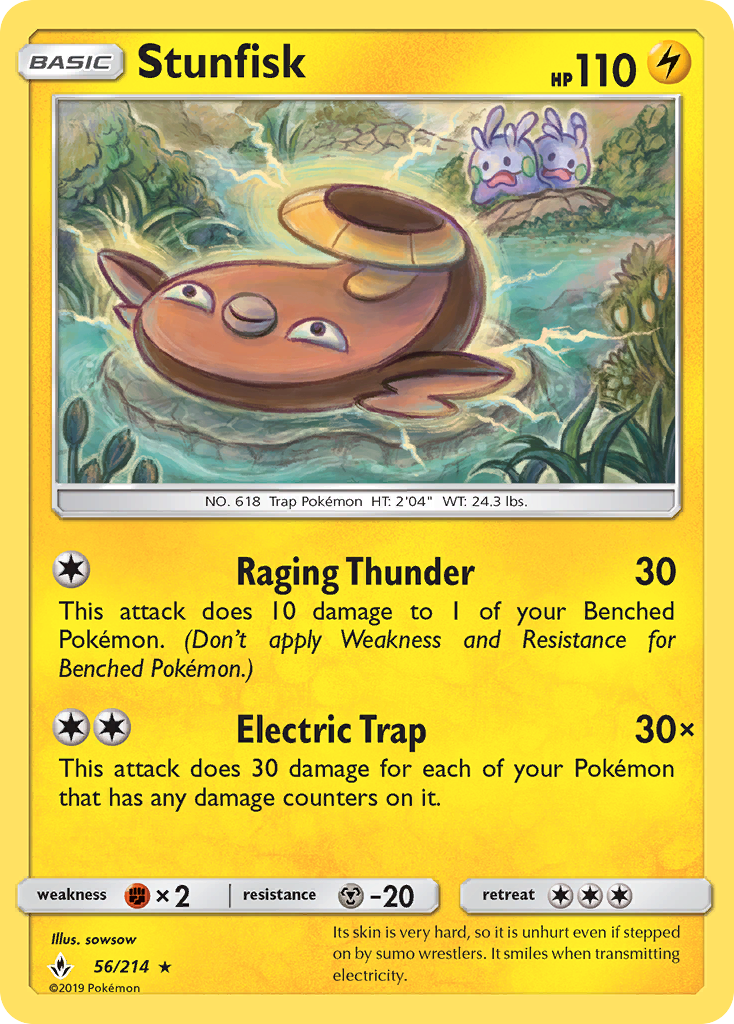 BASIC
Stunfisk
HP 110
NO. 618 Trap Pokémon HT: 2'04" WT: 24.3 lbs.
Raging Thunder 30
This attack does 10 damage to 1 of your Benched
Pokémon. (Don't apply Weakness and Resistance for
Benched Pokémon.)
Electric Trap 30×
This attack does 30 damage for each of your Pokémon
that has any damage counters on it.
weakness × 2 resistance -20 retreat
Illus. sowsow
56/214
©2019 Pokémon
Its skin is very hard, so it is unhurt even if stepped
on by sumo wrestlers. It smiles when transmitting
electricity.